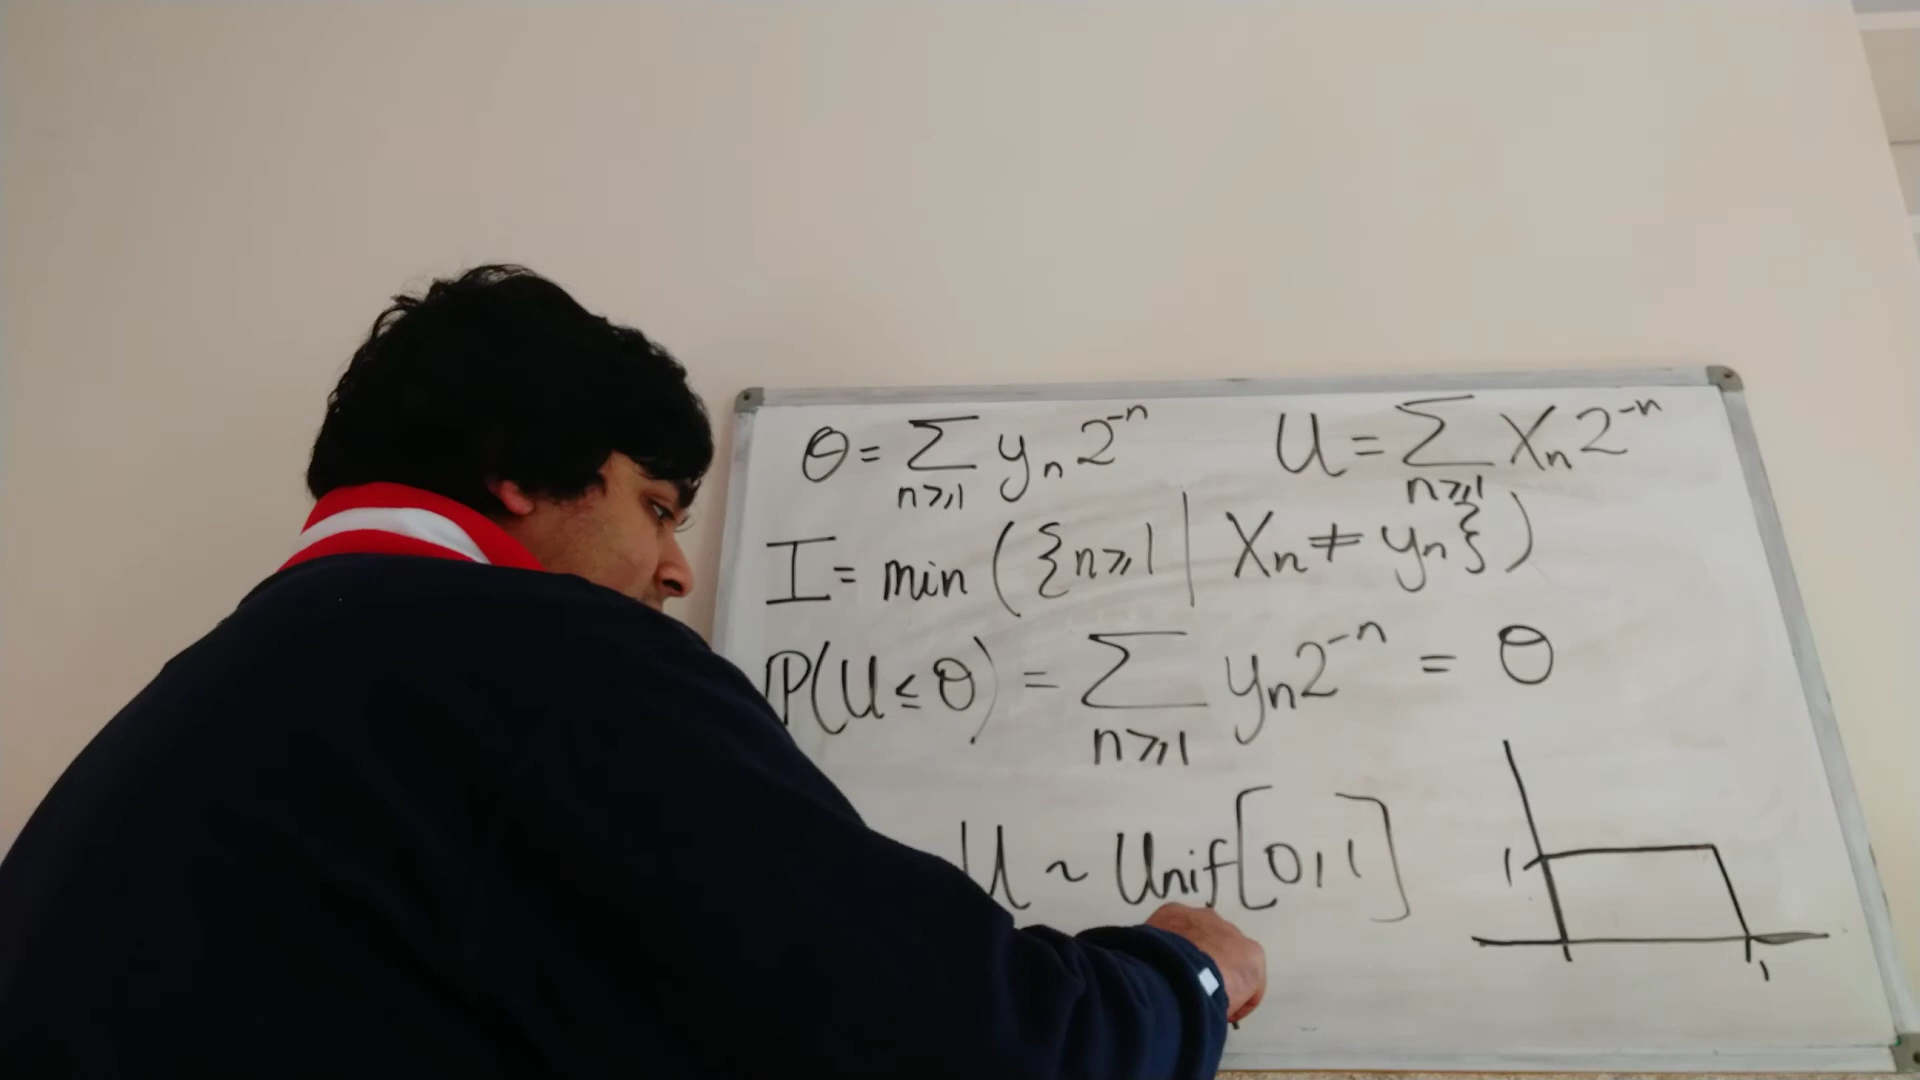 θ = ∑ yₙ 2⁻ⁿ U = ∑ Xₙ 2⁻ⁿ
n⩾1 n⩾1
I = min ({n⩾1 | Xₙ ≠ yₙ})
ℙ(U ≤ θ) = ∑ yₙ 2⁻ⁿ = θ
n⩾1
U ~ Unif[0,1]
1
1